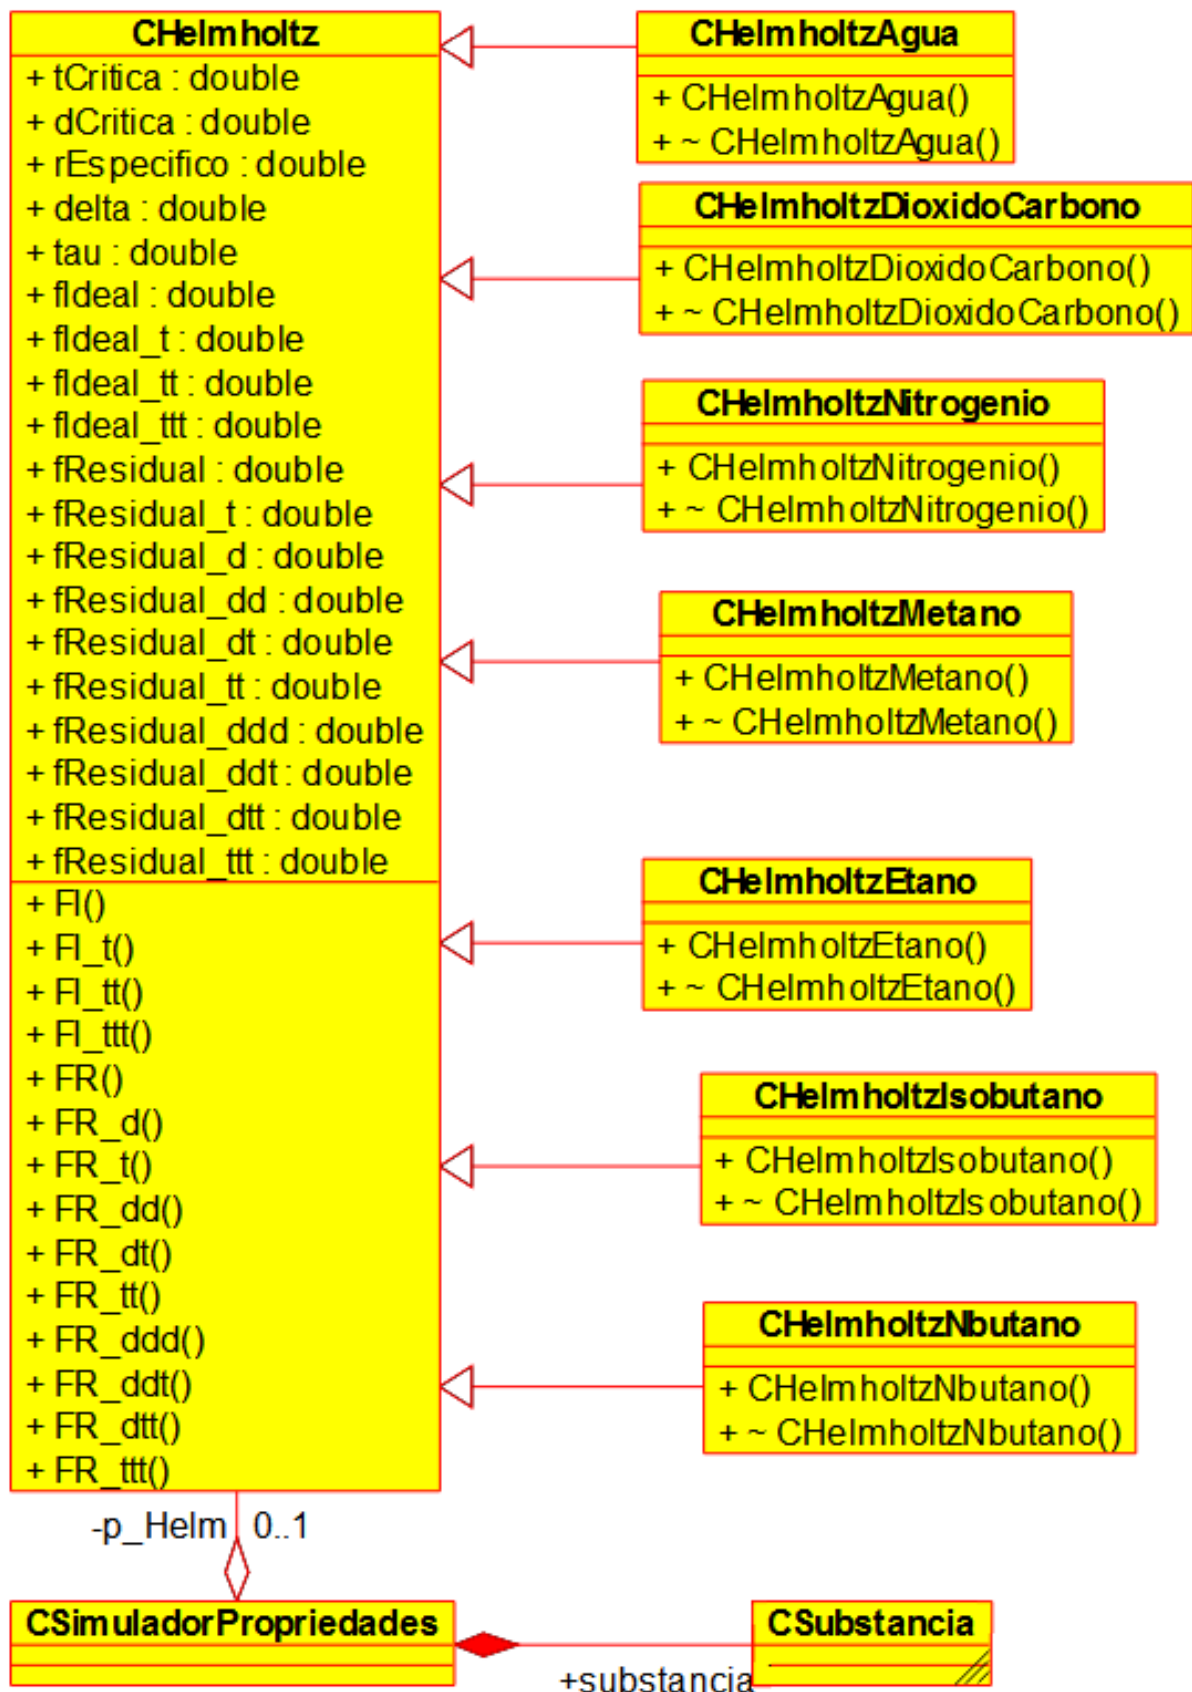 CHelmholtz
+ tCritica : double
+ dCritica : double
+ rEspecifico : double
+ delta : double
+ tau : double
+ fIdeal : double
+ fIdeal_t : double
+ fIdeal_tt : double
+ fIdeal_ttt : double
+ fResidual : double
+ fResidual_t : double
+ fResidual_d : double
+ fResidual_dd : double
+ fResidual_dt : double
+ fResidual_tt : double
+ fResidual_ddd : double
+ fResidual_ddt : double
+ fResidual_dtt : double
+ fResidual_ttt : double
+ FI()
+ FI_t()
+ FI_tt()
+ FI_ttt()
+ FR()
+ FR_d()
+ FR_t()
+ FR_dd()
+ FR_dt()
+ FR_tt()
+ FR_ddd()
+ FR_ddt()
+ FR_dtt()
+ FR_ttt()
CHelmholtzAgua
+ CHelmholtzAgua()
+ ~ CHelmholtzAgua()
CHelmholtzDioxidoCarbono
+ CHelmholtzDioxidoCarbono()
+ ~ CHelmholtzDioxidoCarbono()
CHelmholtzNitrogenio
+ CHelmholtzNitrogenio()
+ ~ CHelmholtzNitrogenio()
CHelmholtzMetano
+ CHelmholtzMetano()
+ ~ CHelmholtzMetano()
CHelmholtzEtano
+ CHelmholtzEtano()
+ ~ CHelmholtzEtano()
CHelmholtzIsobutano
+ CHelmholtzIsobutano()
+ ~ CHelmholtzIsobutano()
CHelmholtzNbutano
+ CHelmholtzNbutano()
+ ~ CHelmholtzNbutano()
-p_Helm 0..1
CSimuladorPropriedades
CSubstancia
+substancia